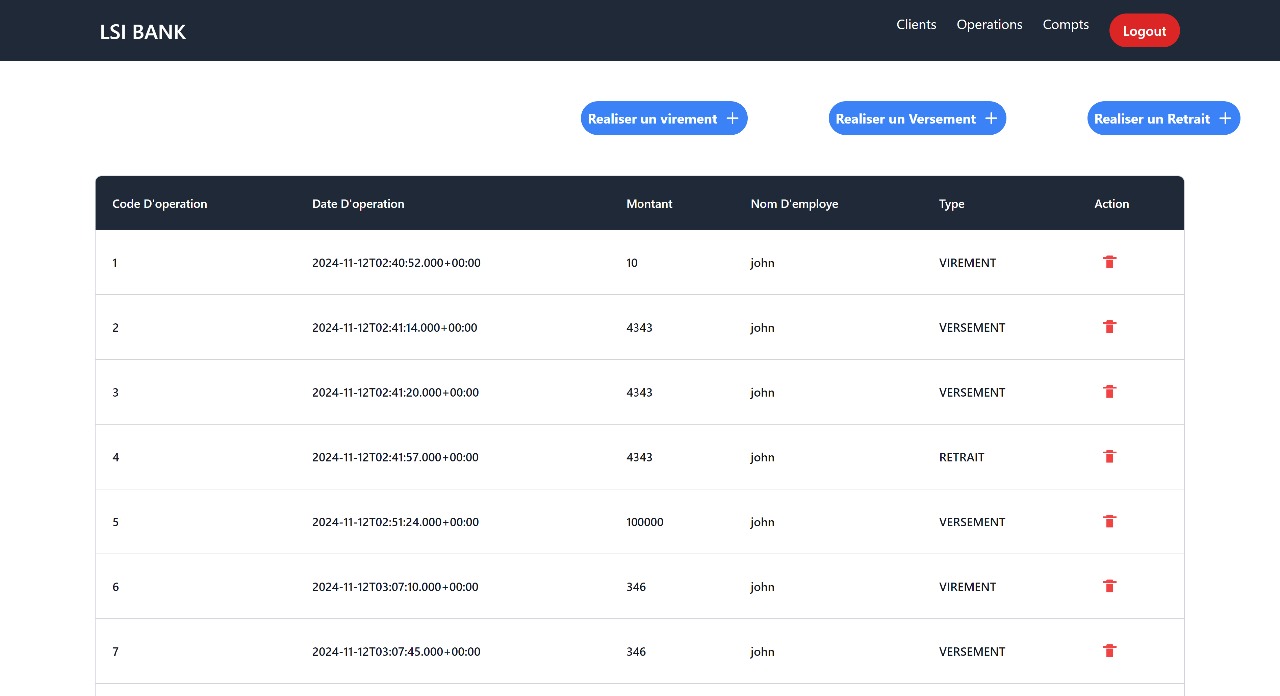 LSI BANK Clients Operations Compts Logout
Realiser un virement + Realiser un Versement + Realiser un Retrait +
Code D'operation Date D'operation Montant Nom D'employe Type Action
1 2024-11-12T02:40:52.000+00:00 10 john VIREMENT
2 2024-11-12T02:41:14.000+00:00 4343 john VERSEMENT
3 2024-11-12T02:41:20.000+00:00 4343 john VERSEMENT
4 2024-11-12T02:41:57.000+00:00 4343 john RETRAIT
5 2024-11-12T02:51:24.000+00:00 100000 john VERSEMENT
6 2024-11-12T03:07:10.000+00:00 346 john VIREMENT
7 2024-11-12T03:07:45.000+00:00 346 john VERSEMENT